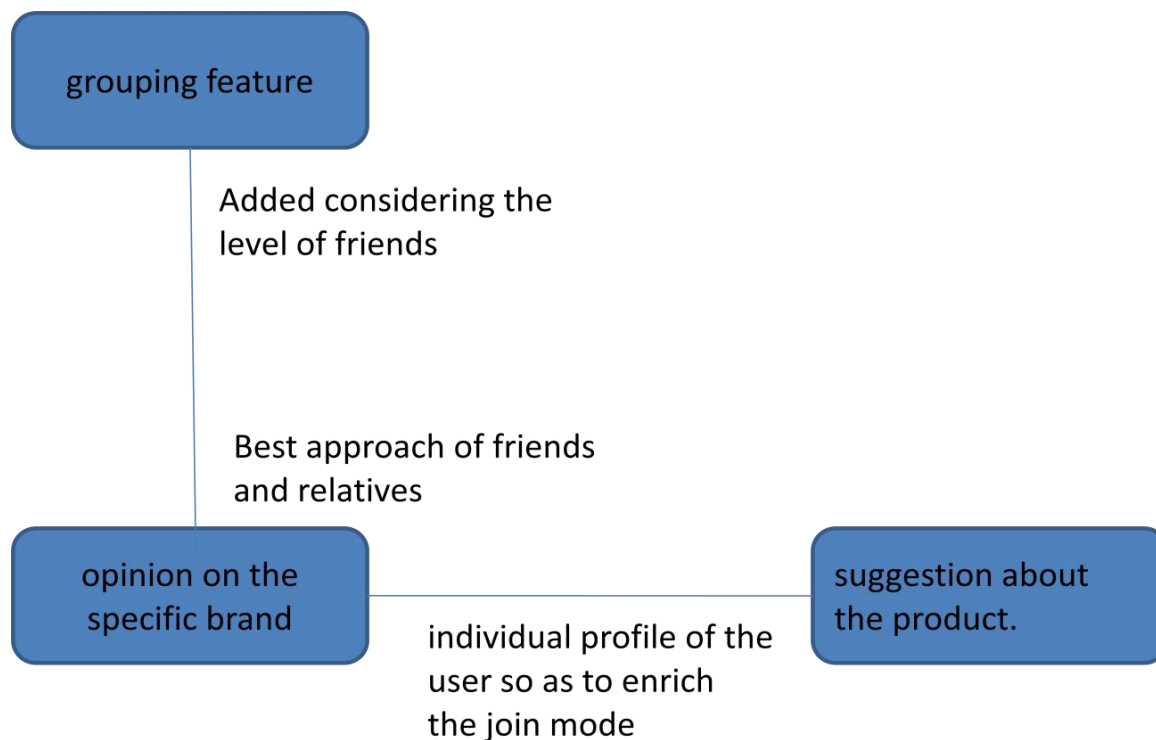 grouping feature
Added considering the
level of friends
Best approach of friends
and relatives
opinion on the
specific brand
suggestion about
the product.
individual profile of the
user so as to enrich
the join mode